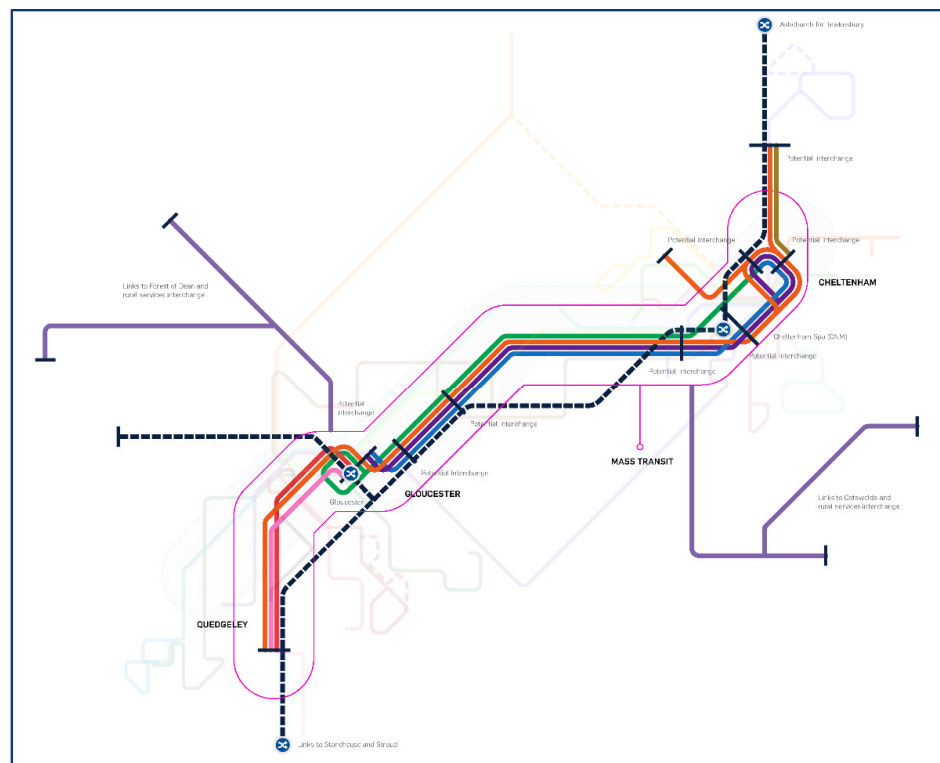 Ashchurch for Tewkesbury
Potential Interchange
Potential Interchange
Potential Interchange
CHELTENHAM
Links to Forest of Dean and
rural services interchange
Cheltenham Spa (CNM)
Potential Interchange
Potential Interchange
Potential
Interchange
Potential Interchange
MASS TRANSIT
Potential Interchange
GLOUCESTER
Gloucester
Links to Cotswolds and
rural services interchange
QUEDGELEY
Links to Stonehouse and Stroud